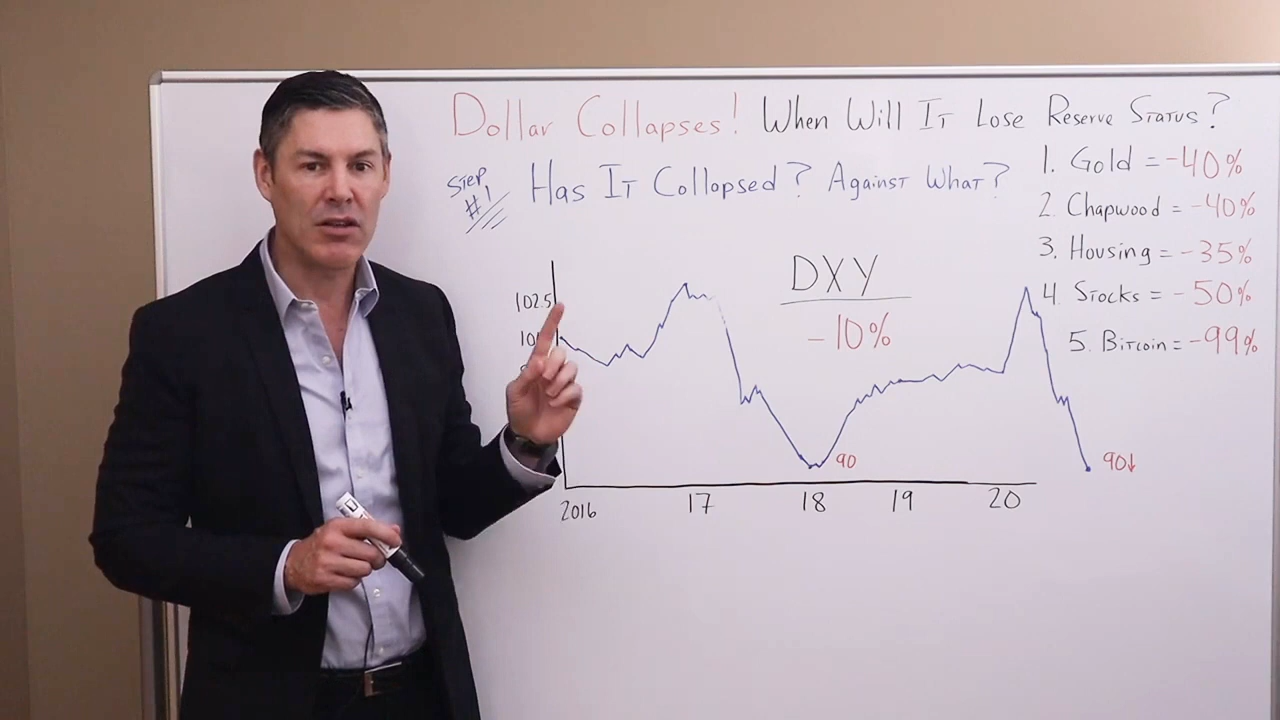 Dollar Collapses! When Will It Lose Reserve Status?
Step #1
Has It Collapsed? Against What?
1. Gold = -40%
2. Chapwood = -40%
3. Housing = -35%
4. Stocks = -50%
5. Bitcoin = -99%
DXY
-10%
102.5
90
90↓
2016 17 18 19 20